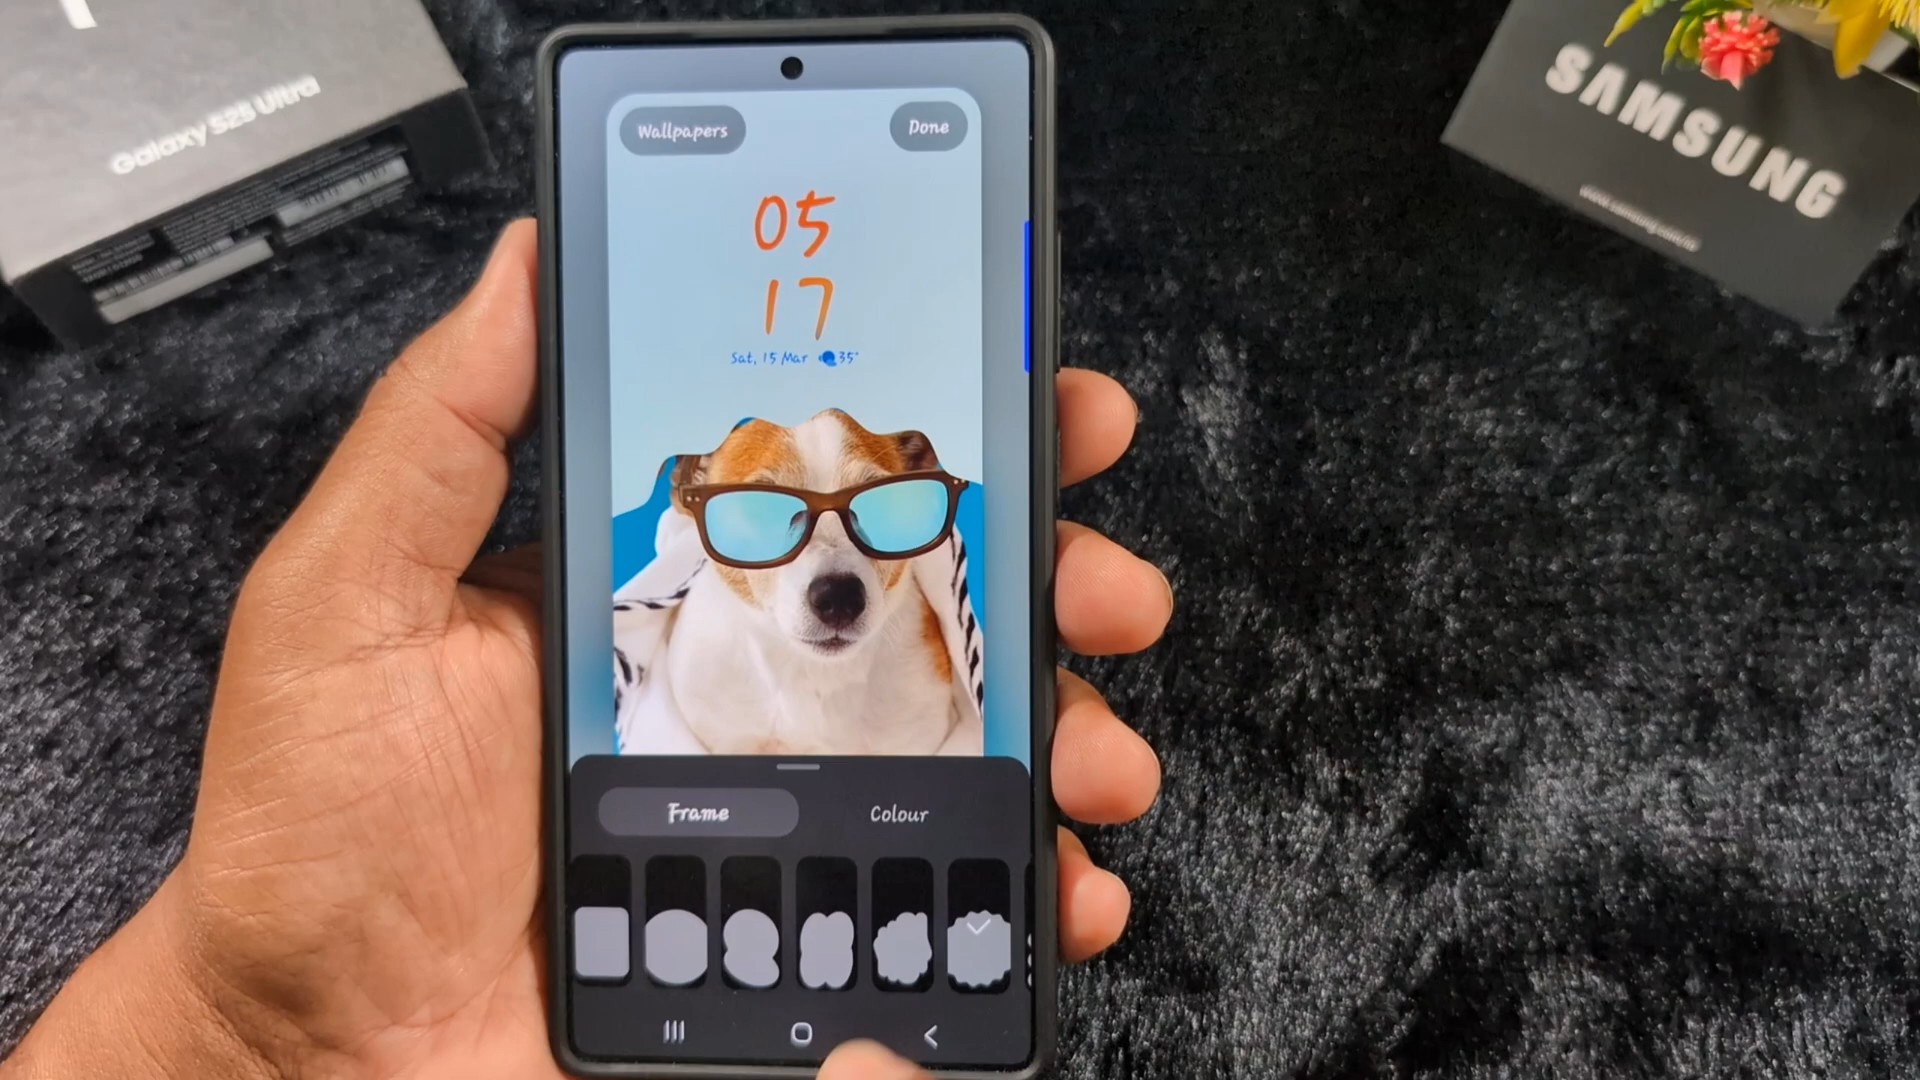 Galaxy S25 Ultra
SAMSUNG
Wallpapers
Done
05
17
Sat, 15 Mar 35°
Frame
Colour